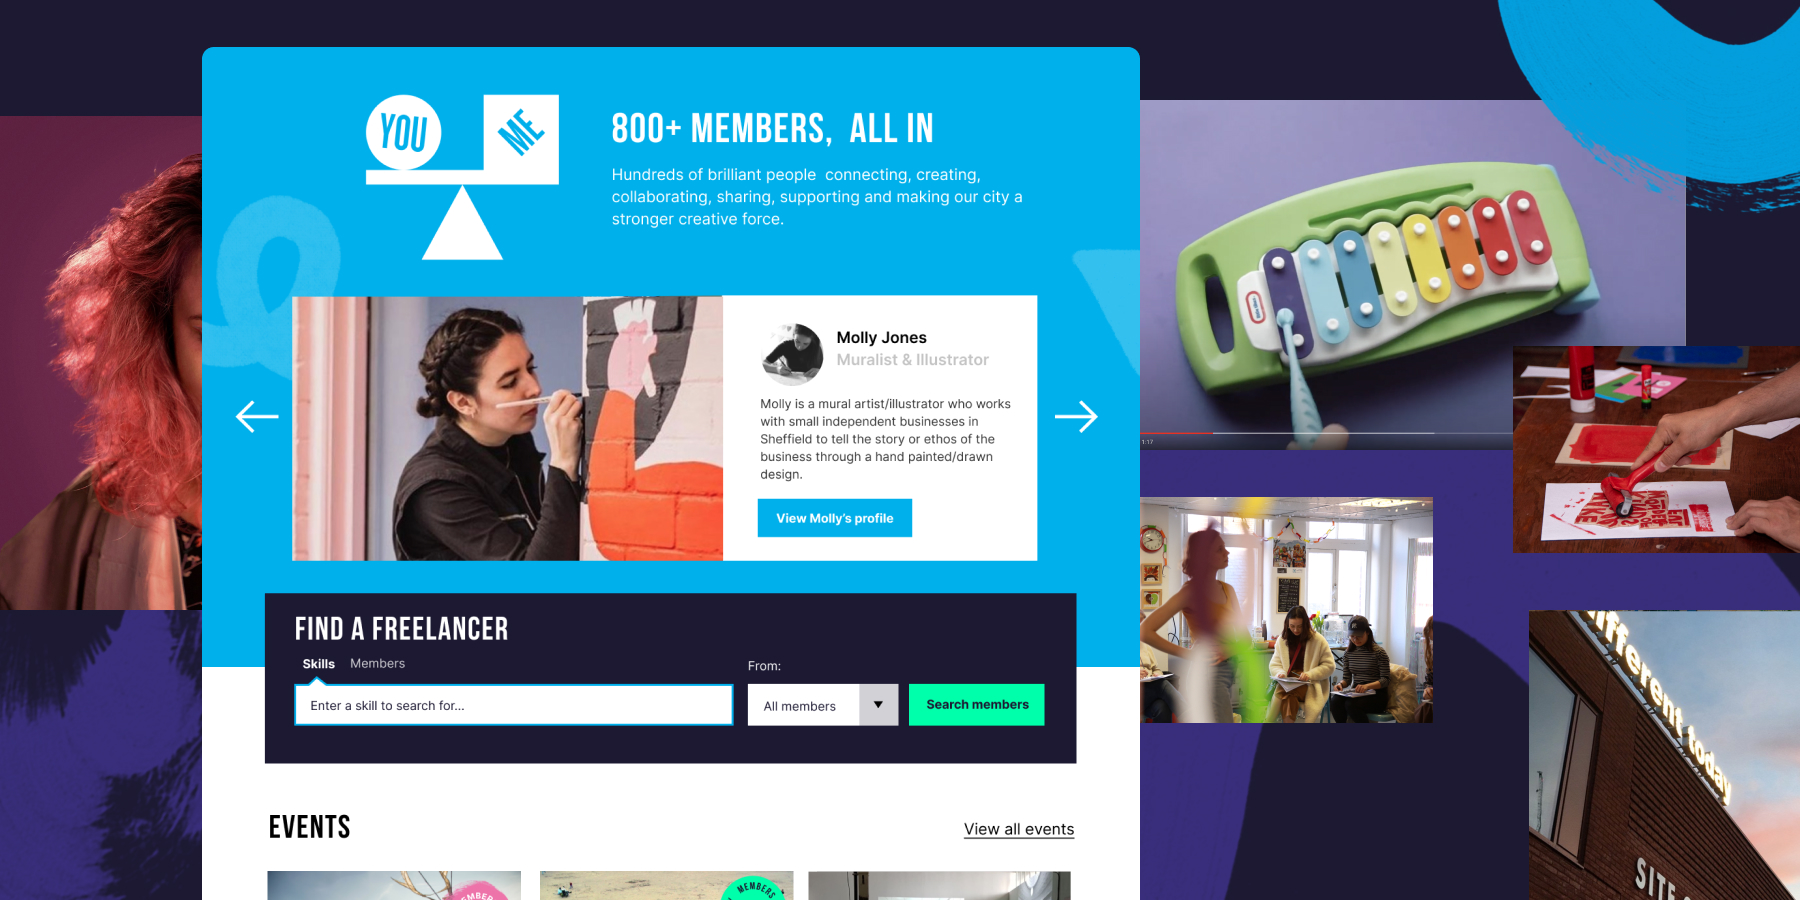 YOU
ME
800+ MEMBERS, ALL IN
Hundreds of brilliant people connecting, creating,
collaborating, sharing, supporting and making our city a
stronger creative force.
Molly Jones
Muralist & Illustrator
Molly is a mural artist/illustrator who works
with small independent businesses in
Sheffield to tell the story or ethos of the
business through a hand painted/drawn
design.
View Molly's profile
FIND A FREELANCER
Skills
Members
From:
Enter a skill to search for...
All members
Search members
EVENTS
View all events
MEMBER
MEMBERS
1:17
fferent today
SITE